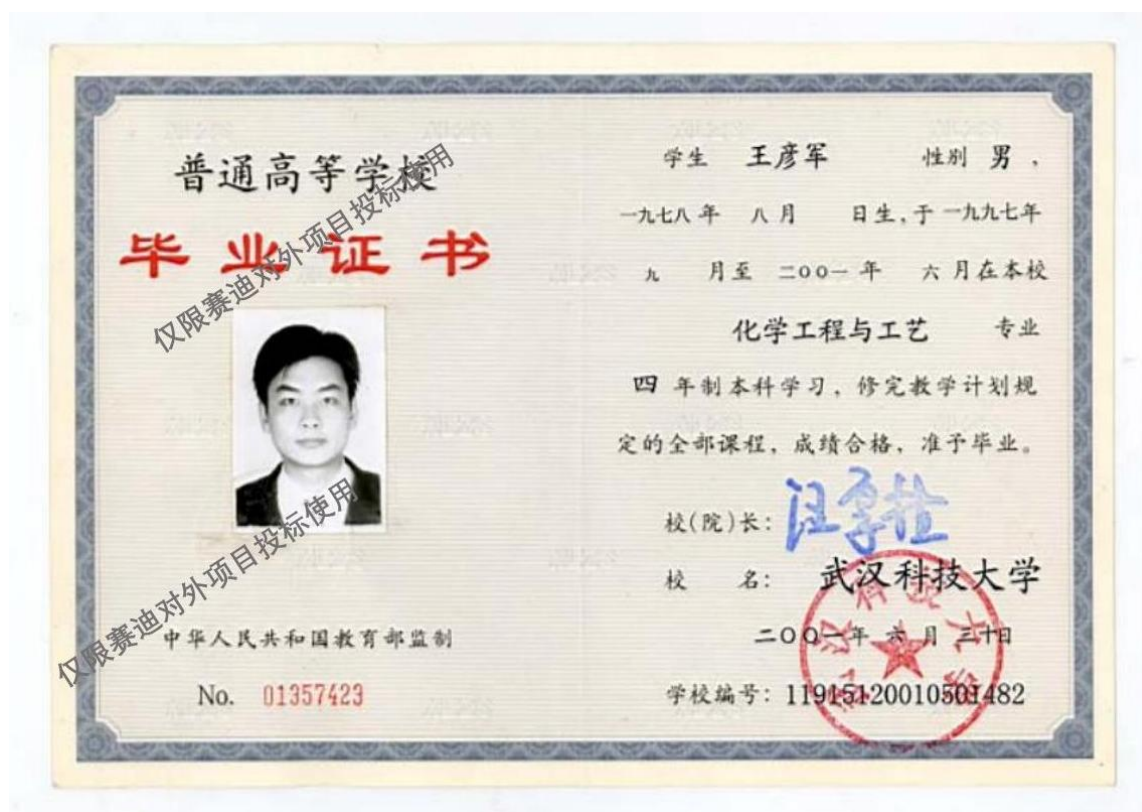 普通高等学校
毕业证书
仅限赛迪对外项目投标使用
仅限赛迪对外项目投标使用
中华人民共和国教育部监制
No. 01357423
学生 王彦军 性别 男，
一九七八年 八月 日生，于一九九七年
九 月至 二〇〇一年 六月在本校
化学工程与工艺 专业
四 年制本科学习，修完教学计划规
定的全部课程，成绩合格，准予毕业。
校(院)长：
校 名： 武汉科技大学
二〇〇一年 六 月 三十日
学校编号：11915120010501482
武汉科技大学